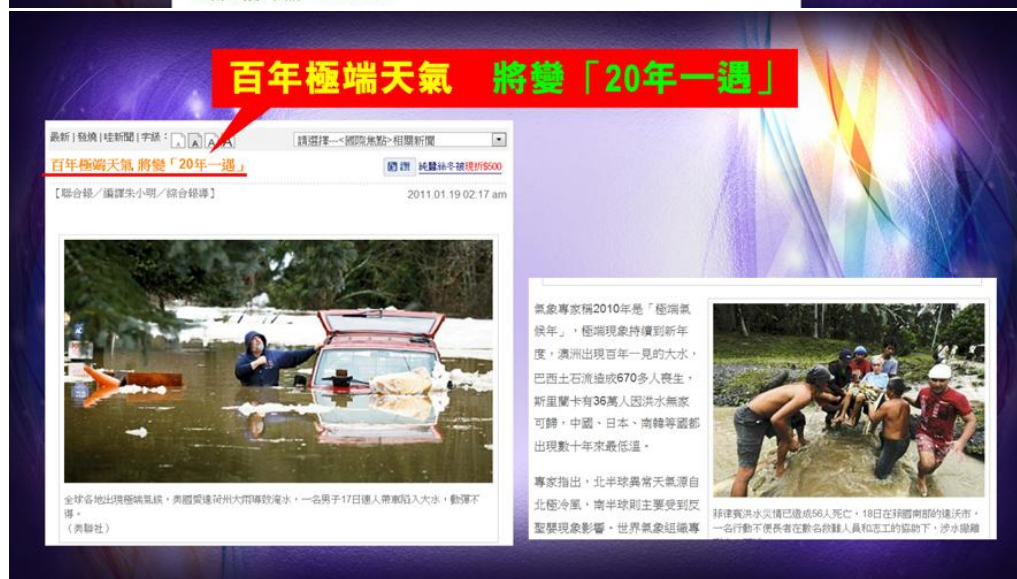 百年極端天氣 將變「20年一遇」
最新|發燒|哇新聞|字級: A A A A
請選擇---<國際焦點>相關新聞
百年極端天氣 將變「20年一遇」
讚 純蠶絲冬被現折$500
【聯合報/編譯朱小明/綜合報導】
2011.01.19 02:17 am
全球各地出現極端氣候,美國愛達荷州大雨導致淹水,一名男子17日連人帶車陷入大水,動彈不
得。
(美聯社)
氣象專家稱2010年是「極端氣
候年」,極端現象持續到新年
度,澳洲出現百年一見的大水,
巴西土石流造成670多人喪生,
斯里蘭卡有36萬人因洪水無家
可歸,中國、日本、南韓等國都
出現數十年來最低溫。
專家指出,北半球異常天氣源自
北極冷風,南半球則主要受到反
聖嬰現象影響。世界氣象組織專
菲律賓洪水災情已造成56人死亡,18日在菲國南部的達沃市,
一名行動不便長者在數名救難人員和志工的協助下,涉水撤離